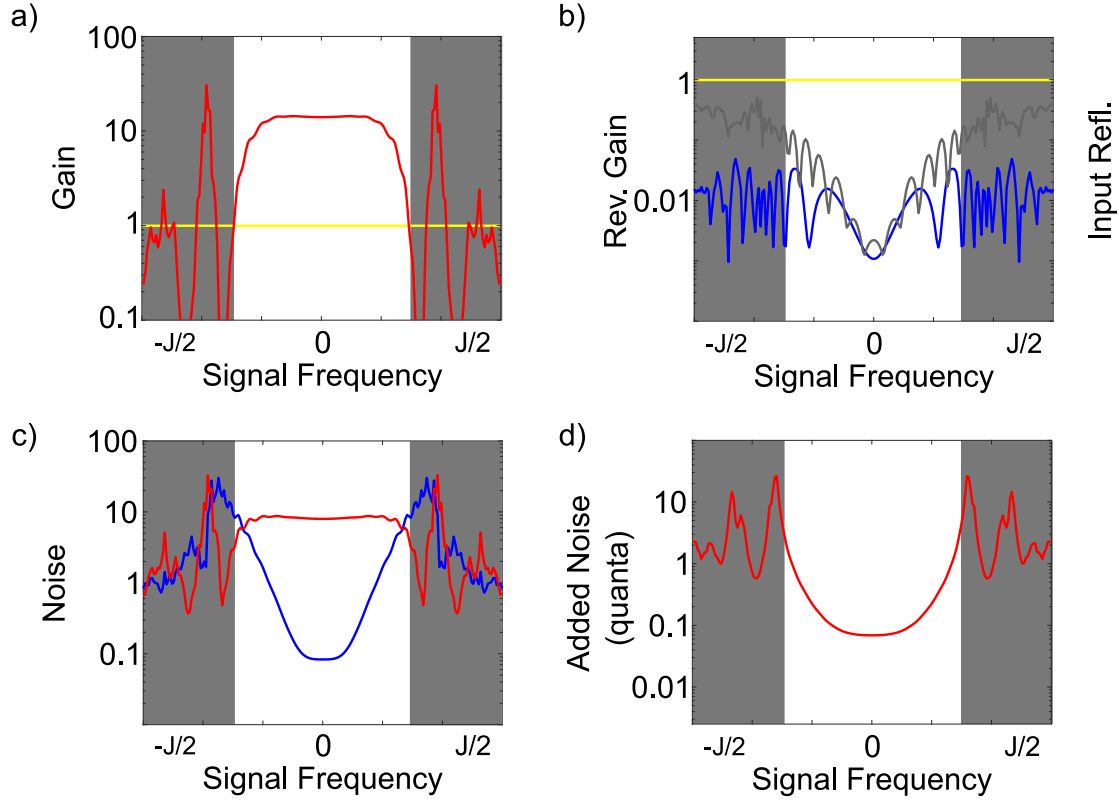 a)
100
10
1
0.1
Gain
-J/2
0
J/2
Signal Frequency
b)
1
0.01
Rev. Gain
Input Refl.
-J/2
0
J/2
Signal Frequency
c)
100
10
1
0.1
Noise
-J/2
0
J/2
Signal Frequency
d)
10
1
0.1
0.01
Added Noise
(quanta)
-J/2
0
J/2
Signal Frequency